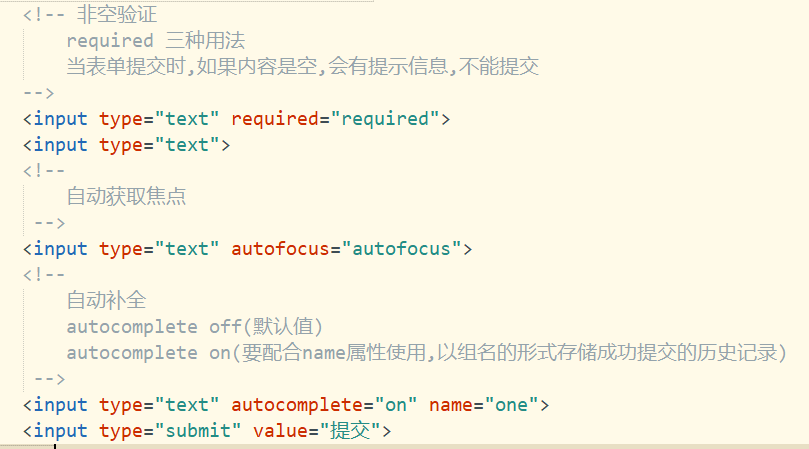 <!-- 非空验证
required 三种用法
当表单提交时,如果内容是空,会有提示信息,不能提交
-->
<input type="text" required="required">
<input type="text">
<!--
自动获取焦点
-->
<input type="text" autofocus="autofocus">
<!--
自动补全
autocomplete off(默认值)
autocomplete on(要配合name属性使用,以组名的形式存储成功提交的历史记录)
-->
<input type="text" autocomplete="on" name="one">
<input type="submit" value="提交">